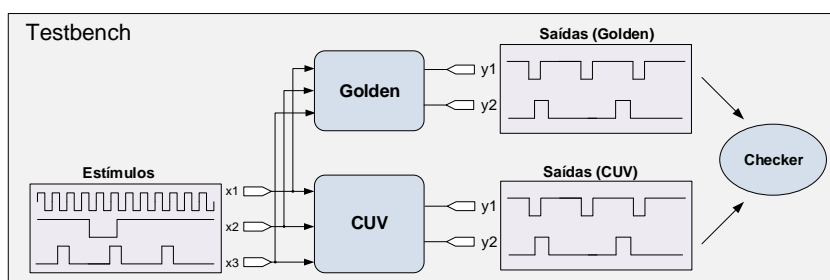 Testbench
Saídas (Golden)
Golden
y1
y2
Checker
Estímulos
x1
x2
x3
CUV
Saídas (CUV)
y1
y2